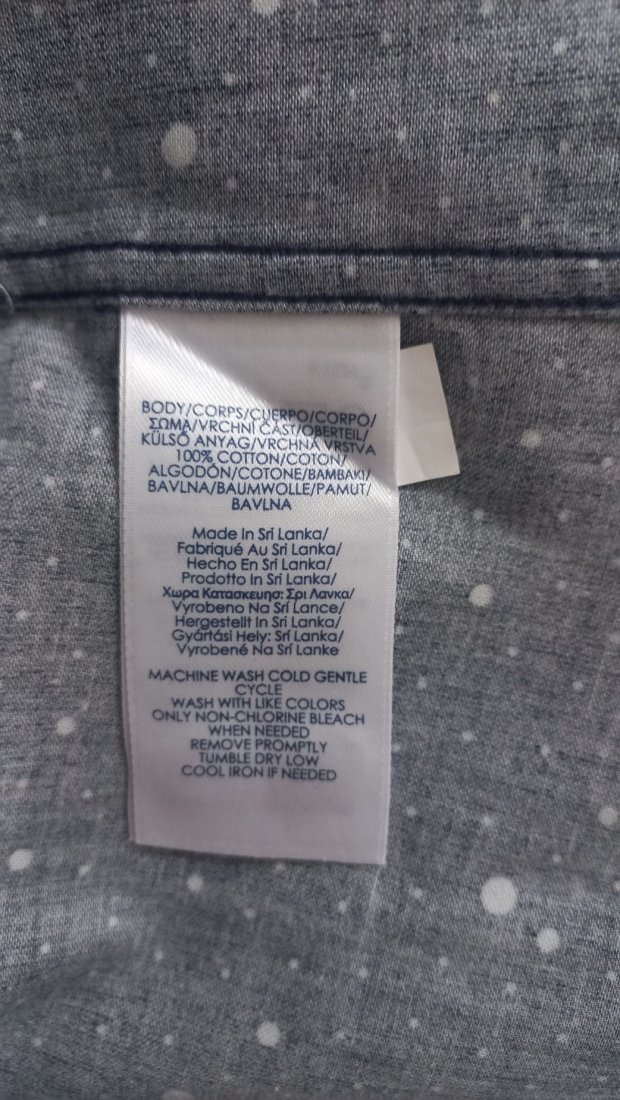 BODY/CORPS/CUERPO/CORPO/
ΣΩΜΑ/VRCHNÍ ČÁST/OBERTEIL/
KÜLSŐ ANYAG/VRCHNÁ VRSTVA
100% COTTON/COTON/
ALGODÓN/COTONE/BAMBAKI/
BAVLNA/BAUMWOLLE/PAMUT/
BAVLNA
Made In Sri Lanka/
Fabriqué Au Sri Lanka/
Hecho En Sri Lanka/
Prodotto In Sri Lanka/
Χωρα Κατασκευησ: Σρι Λανκα/
Vyrobeno Na Srí Lance/
Hergestellt In Sri Lanka/
Gyártási Hely: Srí Lanka/
Vyrobené Na Srí Lanke
MACHINE WASH COLD GENTLE
CYCLE
WASH WITH LIKE COLORS
ONLY NON-CHLORINE BLEACH
WHEN NEEDED
REMOVE PROMPTLY
TUMBLE DRY LOW
COOL IRON IF NEEDED